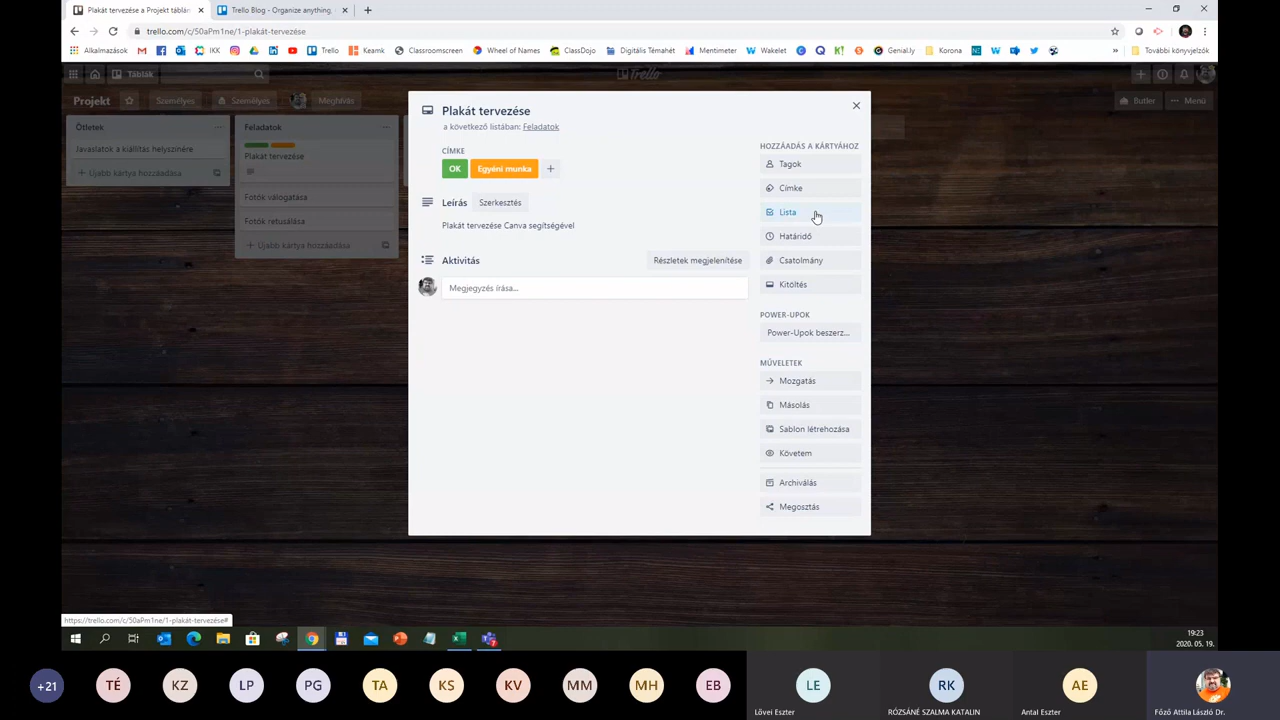 Plakát tervezése a Projekt táblán
Trello Blog - Organize anything,
trello.com/c/50aPm1ne/1-plakát-tervezése
Alkalmazások
IKK
Trello
Keamk
Classroomscreen
Wheel of Names
ClassDojo
Digitális Témahét
Mentimeter
Wakelet
Genial.ly
Korona
»
További könyvjelzők
Táblák
Trello
Projekt
Személyes
Személyes
Meghívás
Butler
Menü
Ötletek
Javaslatok a kiállítás helyszínére
+ Újabb kártya hozzáadása
Feladatok
Plakát tervezése
Fotók válogatása
Fotók retusálása
+ Újabb kártya hozzáadása
Plakát tervezése
a következő listában: Feladatok
CÍMKE
OK
Egyéni munka
+
Leírás
Szerkesztés
Plakát tervezése Canva segítségével
Aktivitás
Részletek megjelenítése
Megjegyzés írása...
HOZZÁADÁS A KÁRTYÁHOZ
Tagok
Címke
Lista
Határidő
Csatolmány
Kitöltés
POWER-UPOK
Power-Upok beszerz...
MŰVELETEK
Mozgatás
Másolás
Sablon létrehozása
Követem
Archiválás
Megosztás
https://trello.com/c/50aPm1ne/1-plakát-tervezése#
19:23
2020. 05. 19.
+21
TÉ
KZ
LP
PG
TA
KS
KV
MM
MH
EB
LE
RK
AE
Lővei Eszter
RÓZSÁNÉ SZALMA KATALIN
Antal Eszter
Főző Attila László Dr.